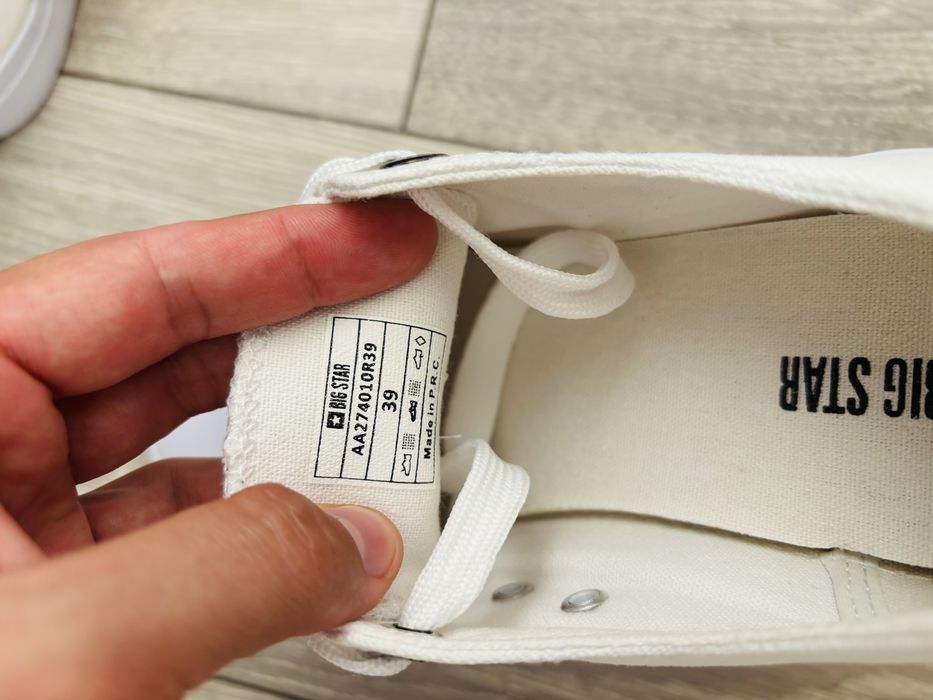 BIG STAR
AA274010R39
39
Made in P.R.C.
BIG STAR